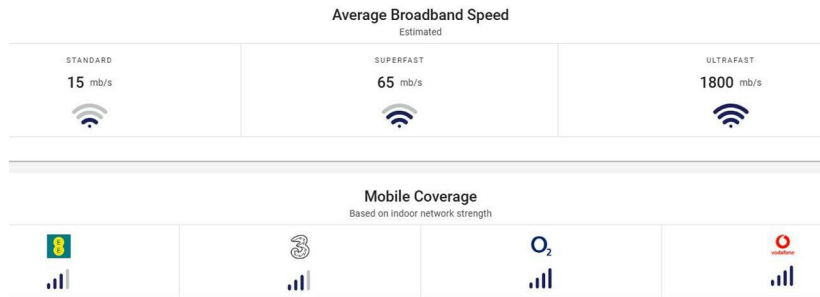 Average Broadband Speed
Estimated
STANDARD
15 mb/s
SUPERFAST
65 mb/s
ULTRAFAST
1800 mb/s
Mobile Coverage
Based on indoor network strength
EE
3
O2
vodafone